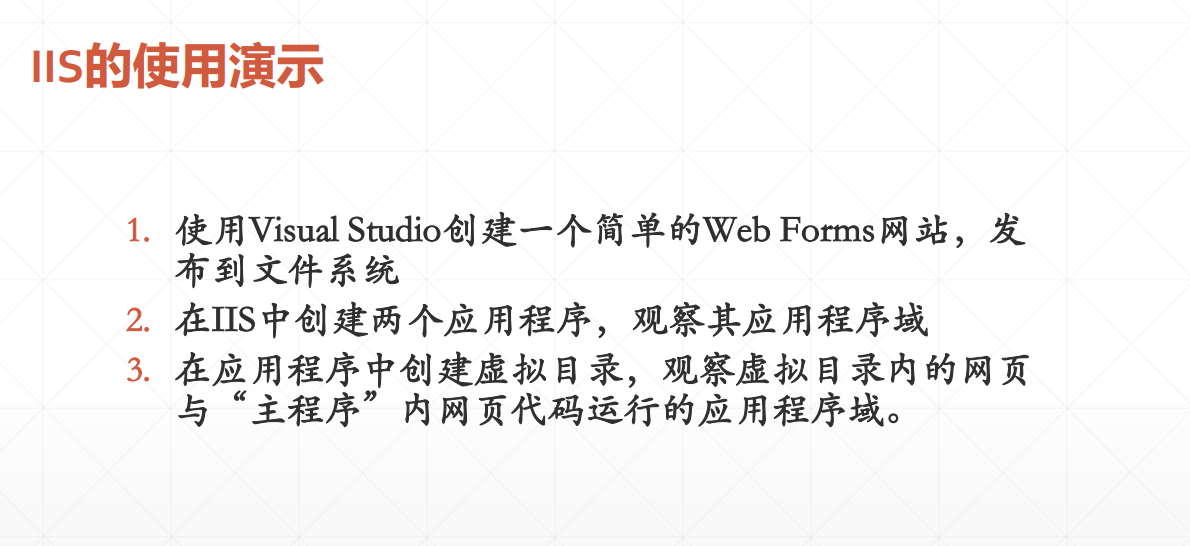 IIS的使用演示
1. 使用Visual Studio创建一个简单的Web Forms网站，发
布到文件系统
2. 在IIS中创建两个应用程序，观察其应用程序域
3. 在应用程序中创建虚拟目录，观察虚拟目录内的网页
与“主程序”内网页代码运行的应用程序域。